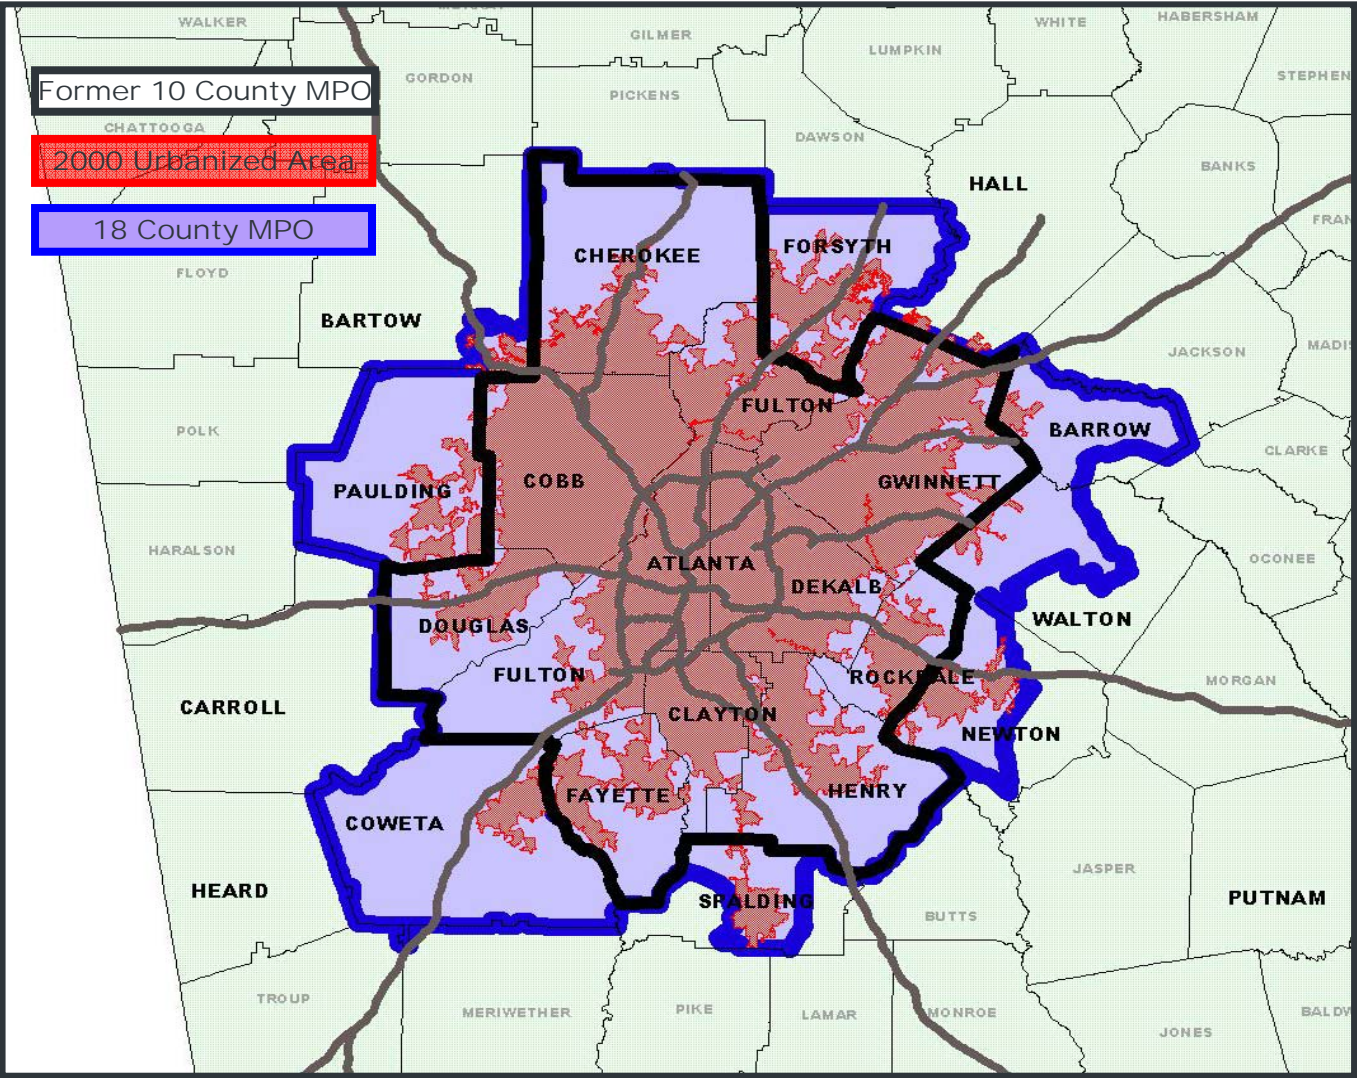 WALKER
GILMER
WHITE
HABERSHAM
LUMPKIN
GORDON
STEPHEN
PICKENS
Former 10 County MPO
CHATTOOGA
DAWSON
2000 Urbanized Area
BANKS
HALL
FRAN
18 County MPO
FORSYTH
CHEROKEE
FLOYD
BARTOW
JACKSON
MADIS
FULTON
POLK
BARROW
CLARKE
COBB
GWINNETT
PAULDING
HARALSON
OCONEE
ATLANTA
DEKALB
WALTON
DOUGLAS
FULTON
ROCKDALE
MORGAN
CARROLL
CLAYTON
NEWTON
HENRY
FAYETTE
COWETA
JASPER
HEARD
PUTNAM
SPALDING
BUTTS
TROUP
MERIWETHER
PIKE
LAMAR
MONROE
BALDW
JONES